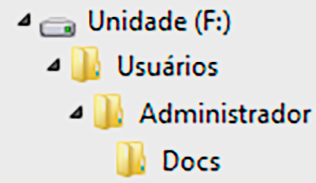 Unidade (F:)
Usuários
Administrador
Docs